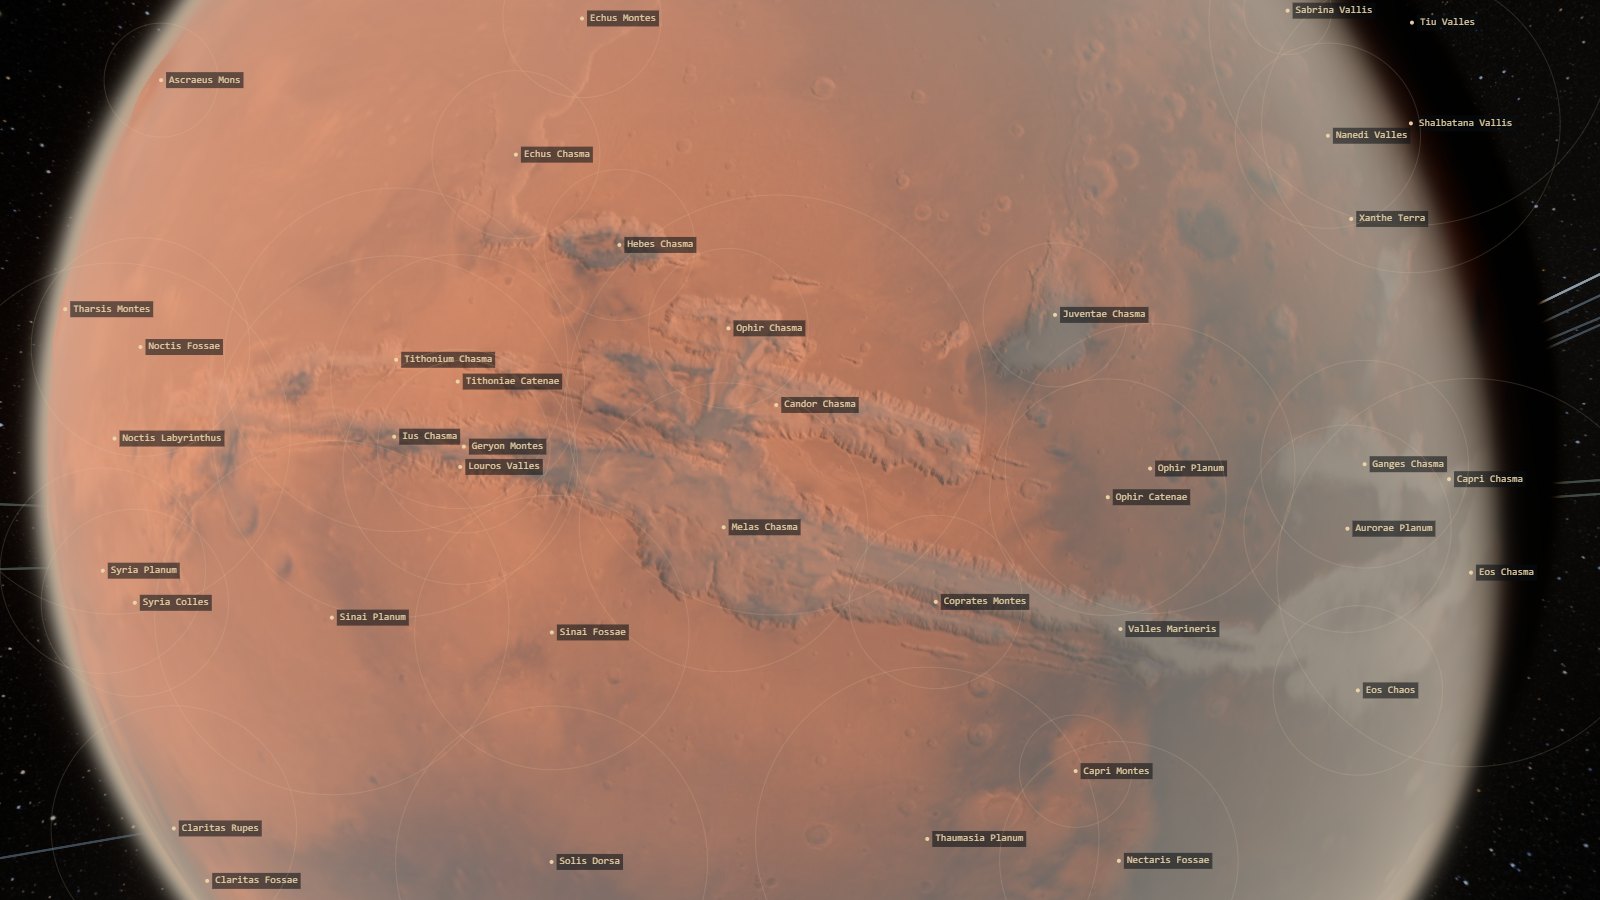 Sabrina Vallis
Echus Montes
Tiu Valles
Ascraeus Mons
Shalbatana Vallis
Nanedi Valles
Echus Chasma
Xanthe Terra
Hebes Chasma
Tharsis Montes
Juventae Chasma
Ophir Chasma
Noctis Fossae
Tithonium Chasma
Tithoniae Catenae
Candor Chasma
Noctis Labyrinthus
Ius Chasma
Geryon Montes
Louros Valles
Ganges Chasma
Ophir Planum
Capri Chasma
Ophir Catenae
Melas Chasma
Aurorae Planum
Syria Planum
Eos Chasma
Syria Colles
Coprates Montes
Sinai Planum
Valles Marineris
Sinai Fossae
Eos Chaos
Capri Montes
Claritas Rupes
Thaumasia Planum
Solis Dorsa
Nectaris Fossae
Claritas Fossae